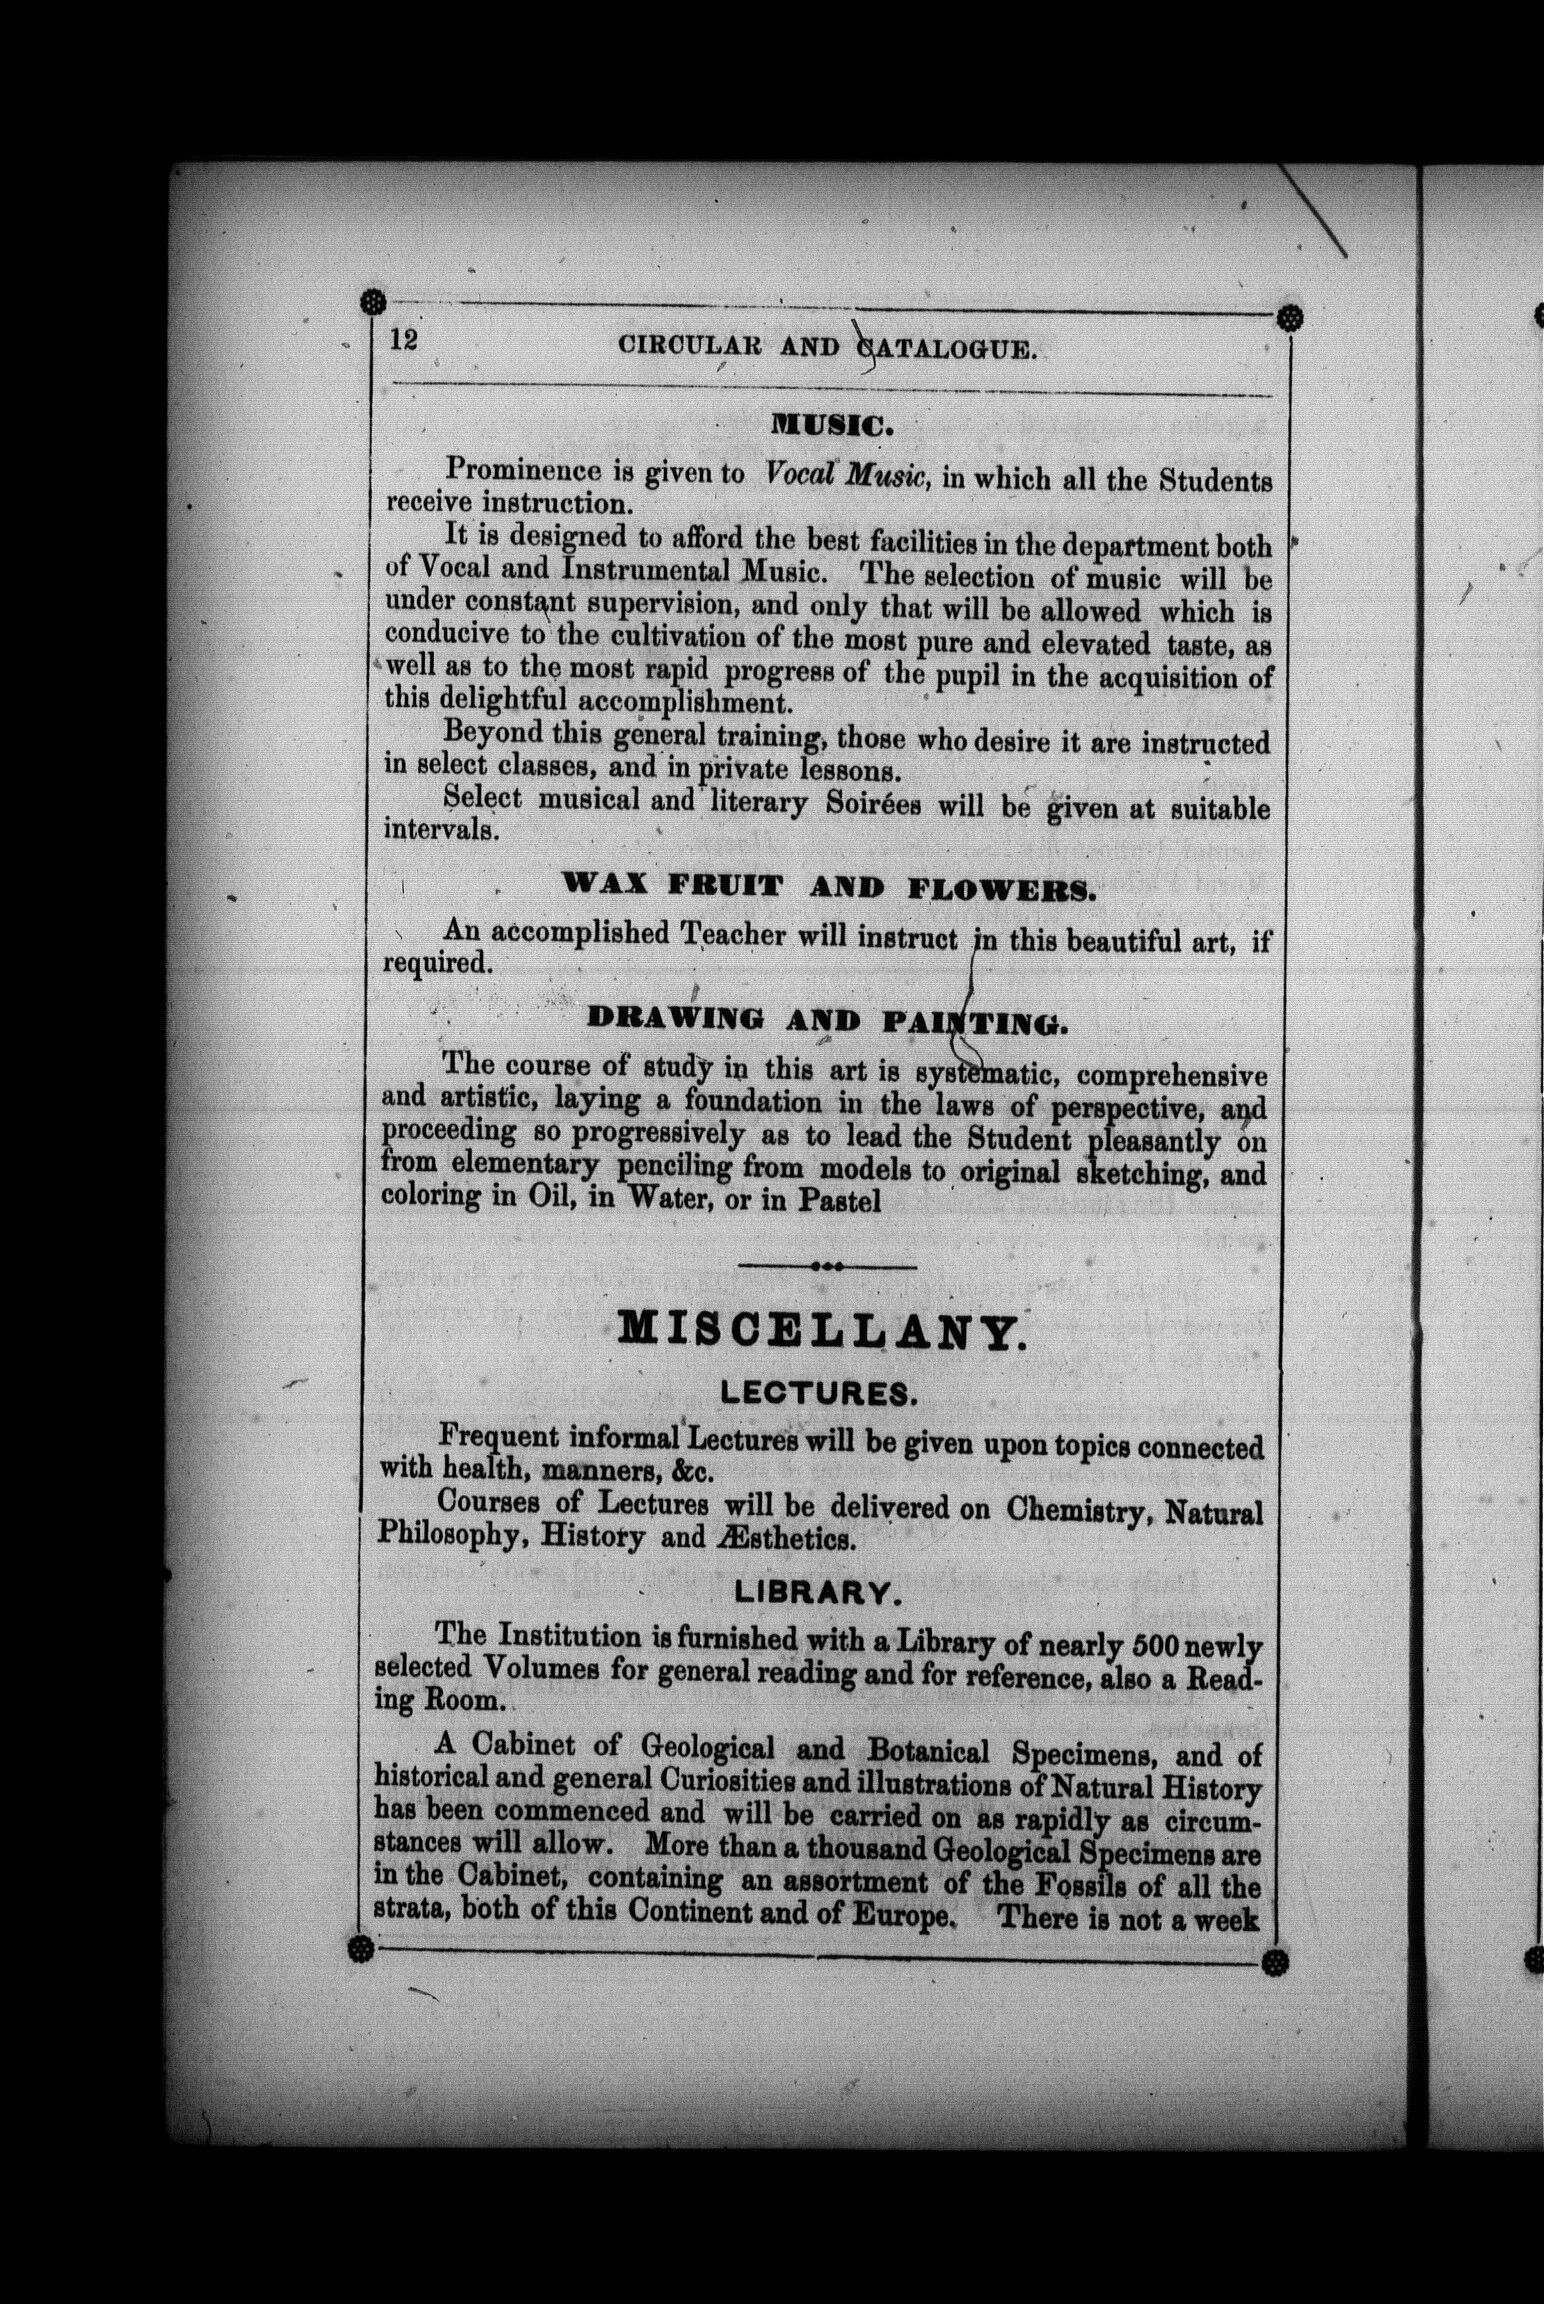 12
CIRCULAR AND CATALOGUE.
MUSIC.
Prominence is given to Vocal Music, in which all the Students
receive instruction.
It is designed to afford the best facilities in the department both
of Vocal and Instrumental Music. The selection of music will be
under constant supervision, and only that will be allowed which is
conducive to the cultivation of the most pure and elevated taste, as
well as to the most rapid progress of the pupil in the acquisition of
this delightful accomplishment.
Beyond this general training, those who desire it are instructed
in select classes, and in private lessons.
Select musical and literary Soirées will be given at suitable
intervals.
WAX FRUIT AND FLOWERS.
An accomplished Teacher will instruct in this beautiful art, if
required.
DRAWING AND PAINTING.
The course of study in this art is systematic, comprehensive
and artistic, laying a foundation in the laws of perspective, and
proceeding so progressively as to lead the Student pleasantly on
from elementary penciling from models to original sketching, and
coloring in Oil, in Water, or in Pastel
MISCELLANY.
LECTURES.
Frequent informal Lectures will be given upon topics connected
with health, manners, &c.
Courses of Lectures will be delivered on Chemistry, Natural
Philosophy, History and Æsthetics.
LIBRARY.
The Institution is furnished with a Library of nearly 500 newly
selected Volumes for general reading and for reference, also a Read-
ing Room.
A Cabinet of Geological and Botanical Specimens, and of
historical and general Curiosities and illustrations of Natural History
has been commenced and will be carried on as rapidly as circum-
stances will allow. More than a thousand Geological Specimens are
in the Cabinet, containing an assortment of the Fossils of all the
strata, both of this Continent and of Europe. There is not a week